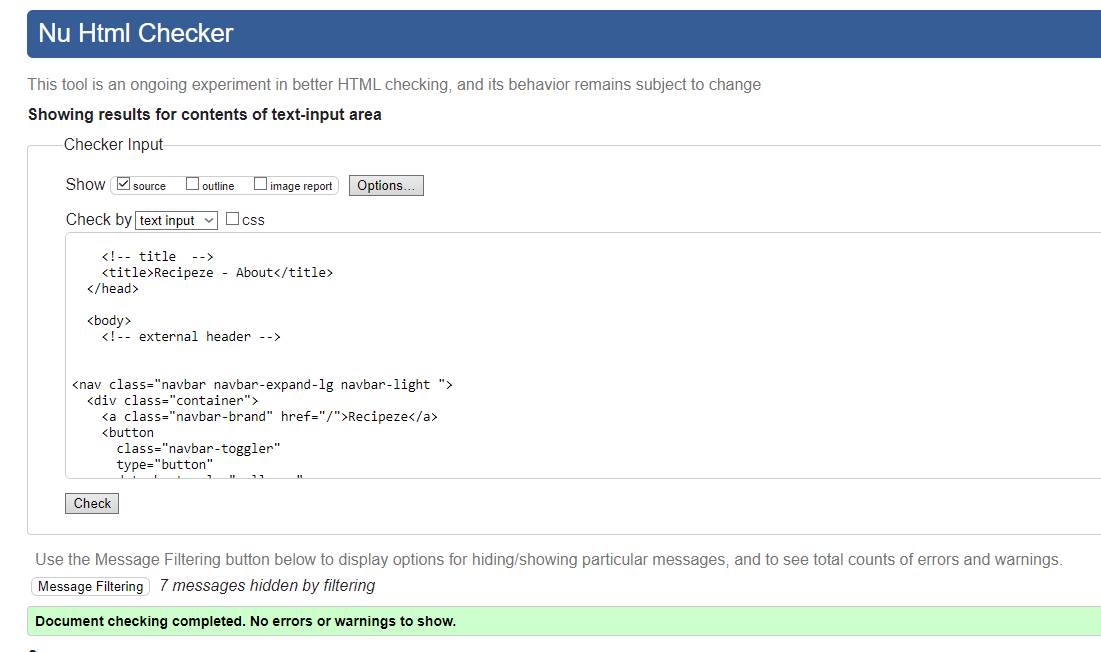 Nu Html Checker
This tool is an ongoing experiment in better HTML checking, and its behavior remains subject to change
Showing results for contents of text-input area
Checker Input
Show source outline image report Options...
Check by text input css
<!-- title  -->
<title>Recipeze - About</title>
</head>
<body>
<!-- external header -->
<nav class="navbar navbar-expand-lg navbar-light ">
<div class="container">
<a class="navbar-brand" href="/">Recipeze</a>
<button
class="navbar-toggler"
type="button"
Check
Use the Message Filtering button below to display options for hiding/showing particular messages, and to see total counts of errors and warnings.
Message Filtering 7 messages hidden by filtering
Document checking completed. No errors or warnings to show.